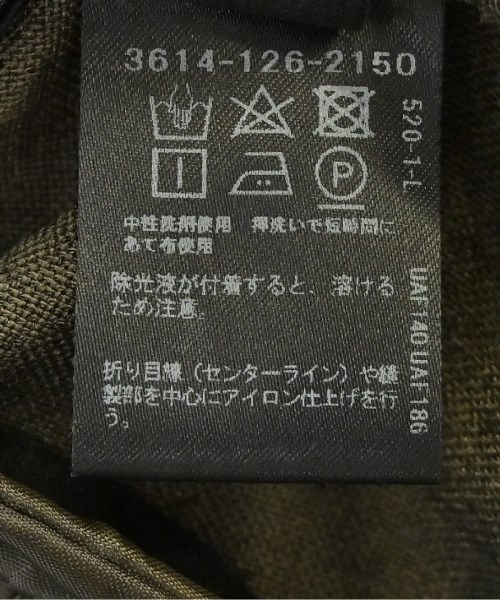 3614-126-2150
520-1-L
P
中性洗剤使用 押洗いで短時間に
あて布使用
除光液が付着すると、溶ける
ため注意。
UAF140 UAF186
折り目線（センターライン）や縫
製部を中心にアイロン仕上げを行
う。